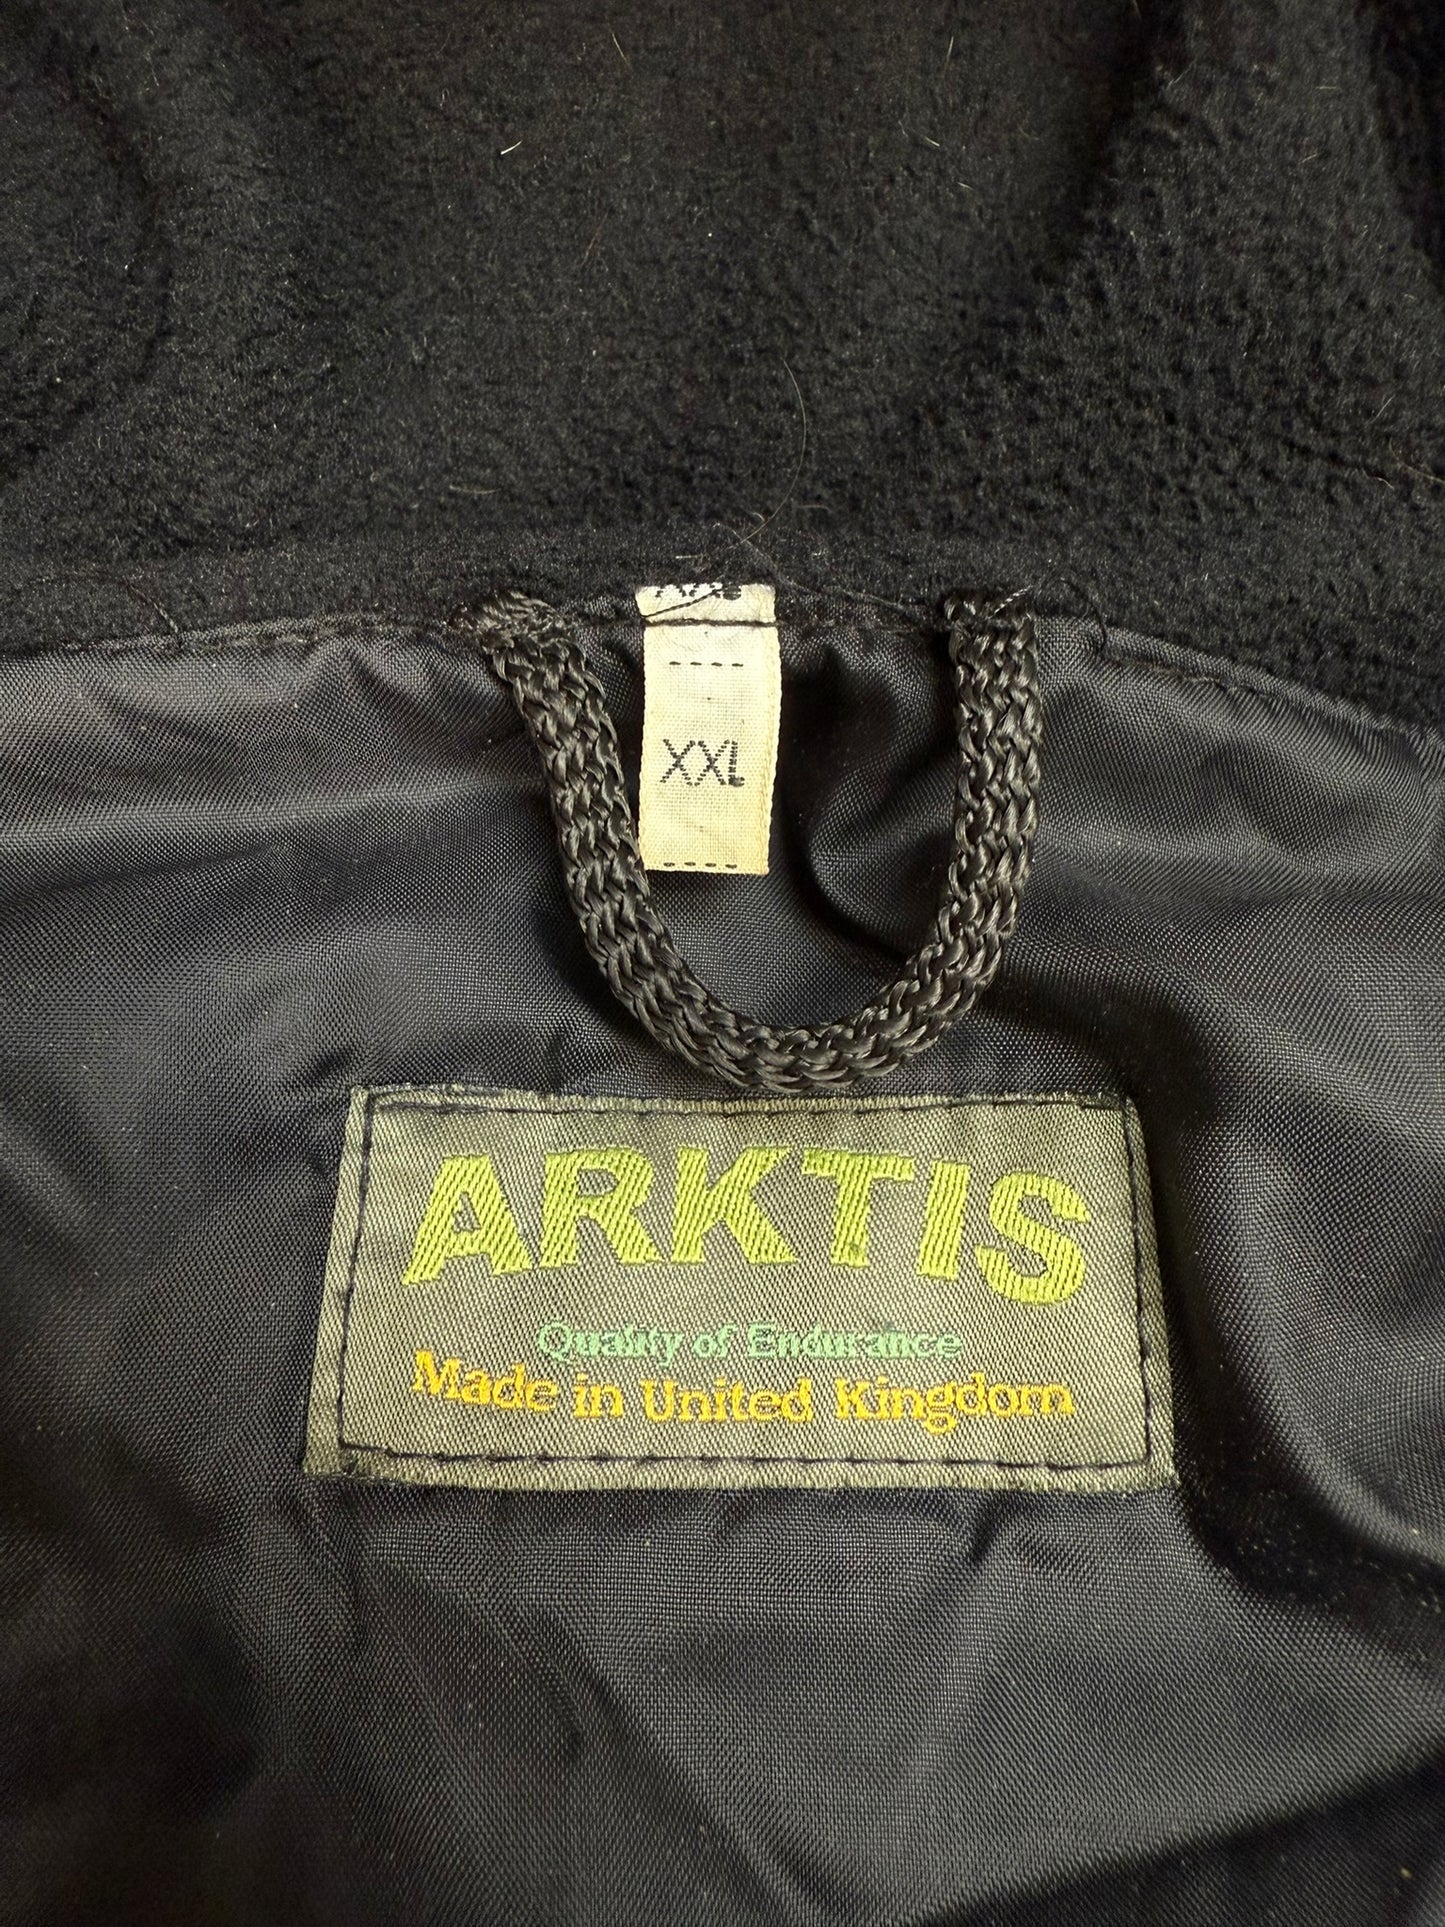 XXL
ARKTIS
Quality of Endurance
Made in United Kingdom